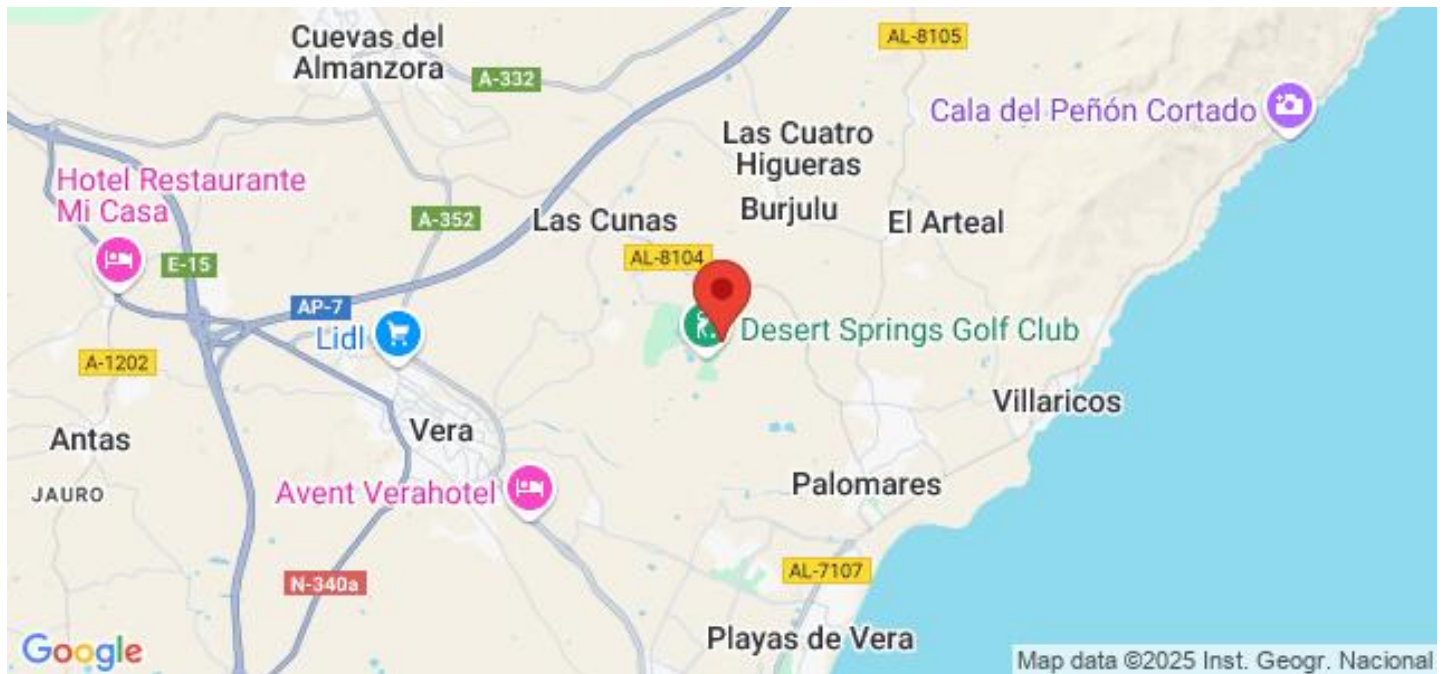 Cuevas del
Almanzora
AL-8105
A-332
Cala del Peñón Cortado
Las Cuatro
Higueras
Hotel Restaurante
Mi Casa
A-352
Las Cunas
Burjulu
El Arteal
AL-8104
E-15
AP-7
Lidl
Desert Springs Golf Club
A-1202
Villaricos
Antas
Vera
JAURO
Avent Verahotel
Palomares
N-340a
AL-7107
Playas de Vera
Google
Map data ©2025 Inst. Geogr. Nacional